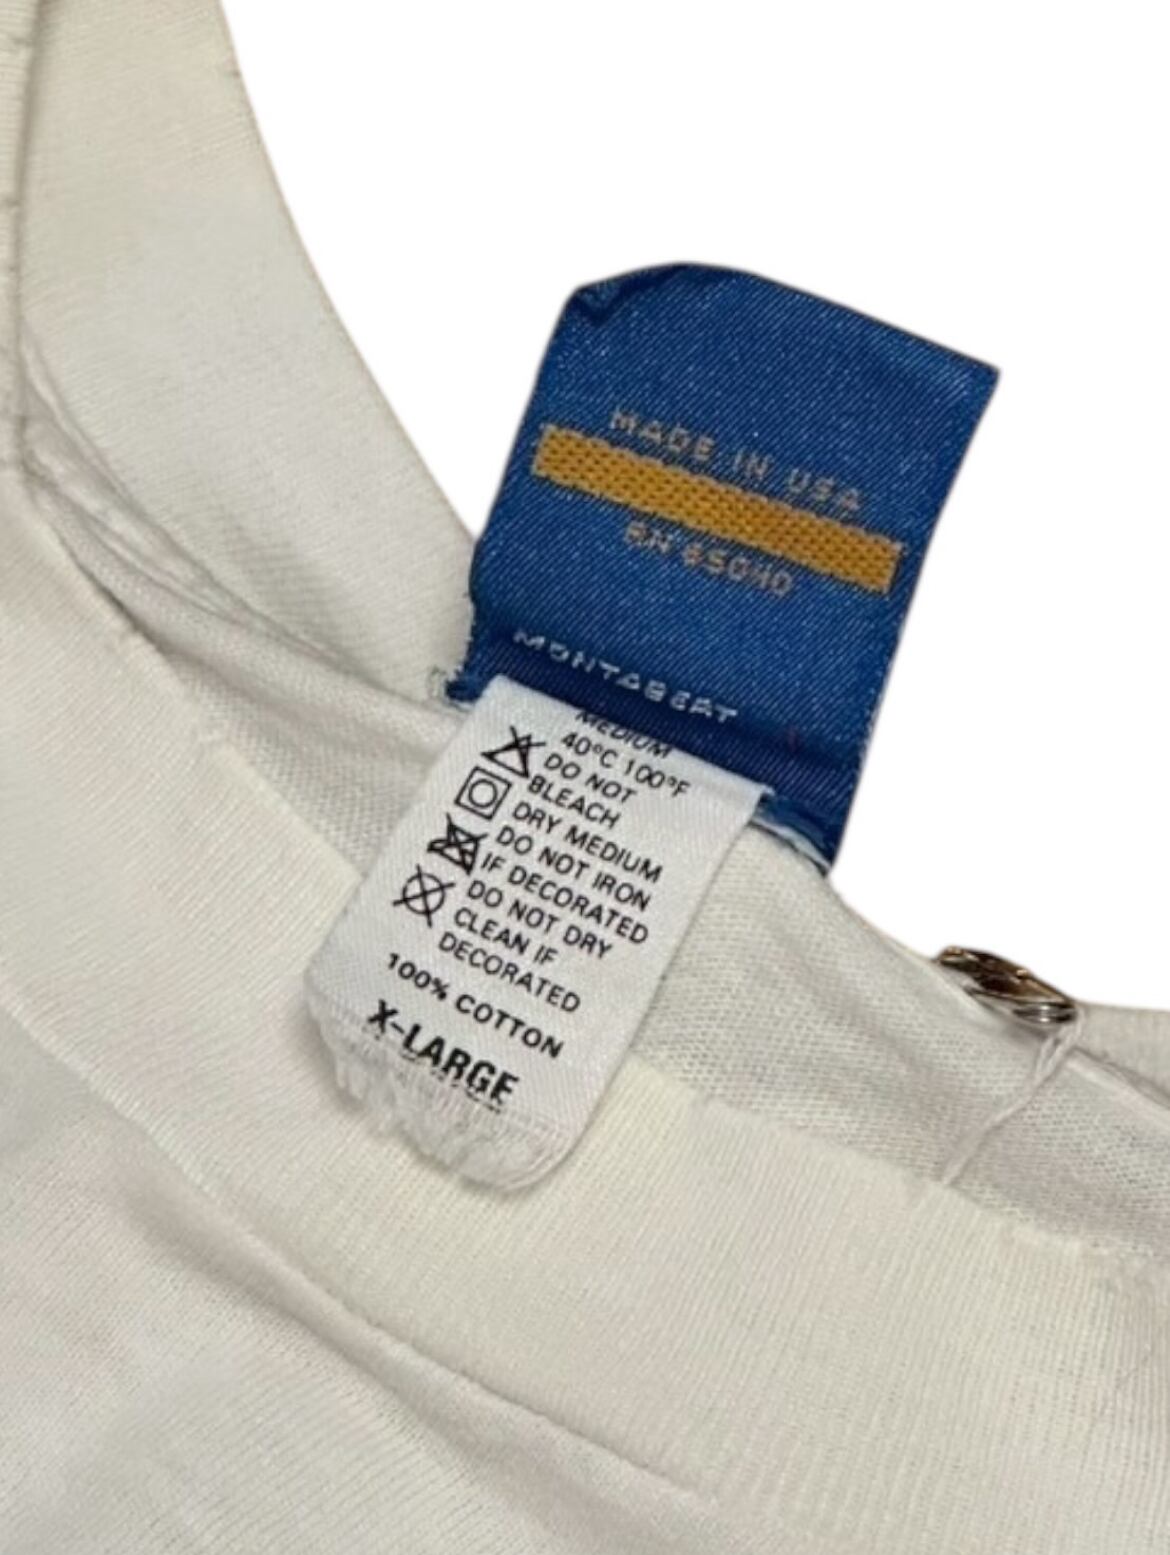 MADE IN USA
RN 65040
MONTABERT
MEDIUM
40°C 100°F
DO NOT
BLEACH
DRY MEDIUM
DO NOT IRON
IF DECORATED
DO NOT DRY
CLEAN IF
DECORATED
100% COTTON
X-LARGE